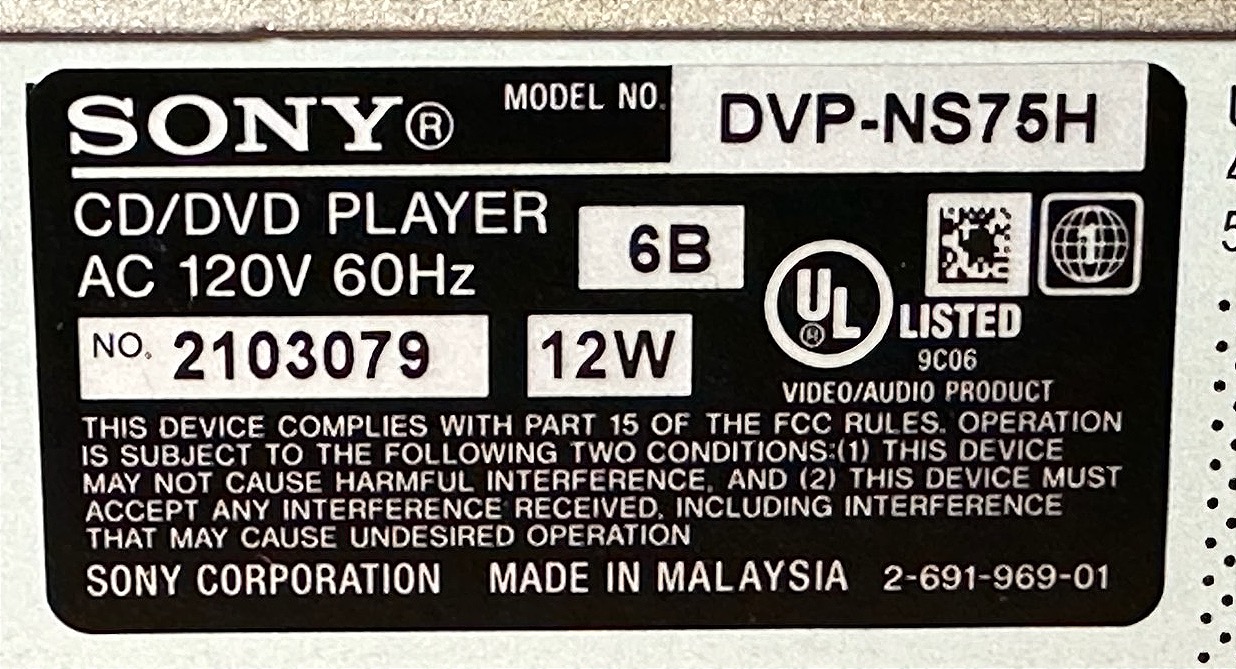 SONY® MODEL NO. DVP-NS75H
CD/DVD PLAYER
6B
AC 120V 60Hz
NO. 2103079 12W
1
UL ® LISTED
9C06
VIDEO/AUDIO PRODUCT
THIS DEVICE COMPLIES WITH PART 15 OF THE FCC RULES. OPERATION
IS SUBJECT TO THE FOLLOWING TWO CONDITIONS:(1) THIS DEVICE
MAY NOT CAUSE HARMFUL INTERFERENCE, AND (2) THIS DEVICE MUST
ACCEPT ANY INTERFERENCE RECEIVED, INCLUDING INTERFERENCE
THAT MAY CAUSE UNDESIRED OPERATION
SONY CORPORATION MADE IN MALAYSIA 2-691-969-01